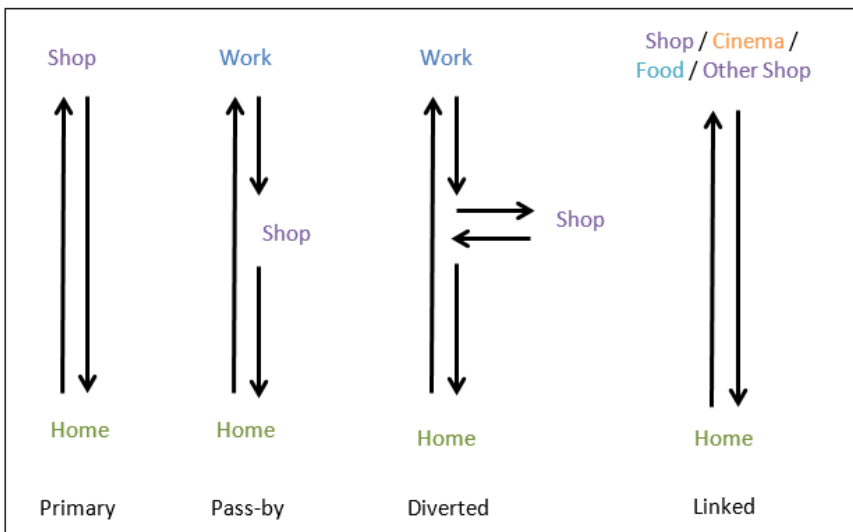 Shop
Work
Work
Shop / Cinema /
Food / Other Shop
Shop
Shop
Home
Home
Home
Home
Primary
Pass-by
Diverted
Linked